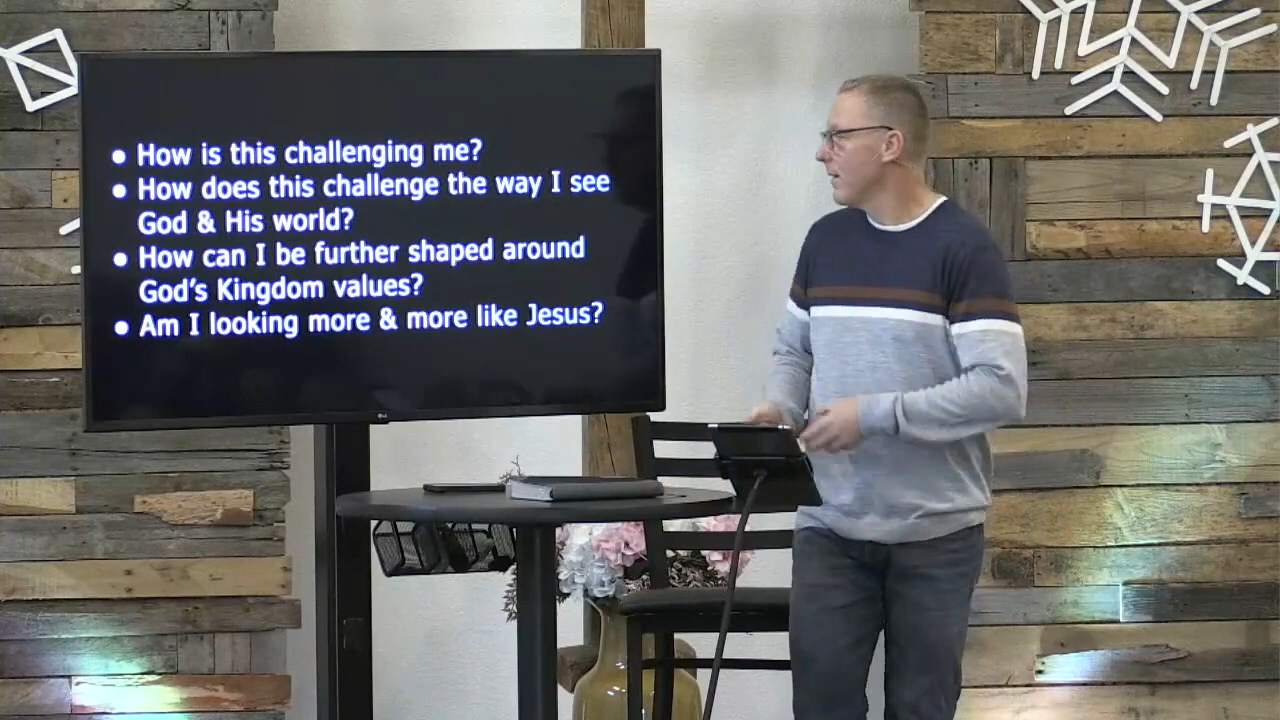 • How is this challenging me?
• How does this challenge the way I see
God & His world?
• How can I be further shaped around
God's Kingdom values?
• Am I looking more & more like Jesus?
LG